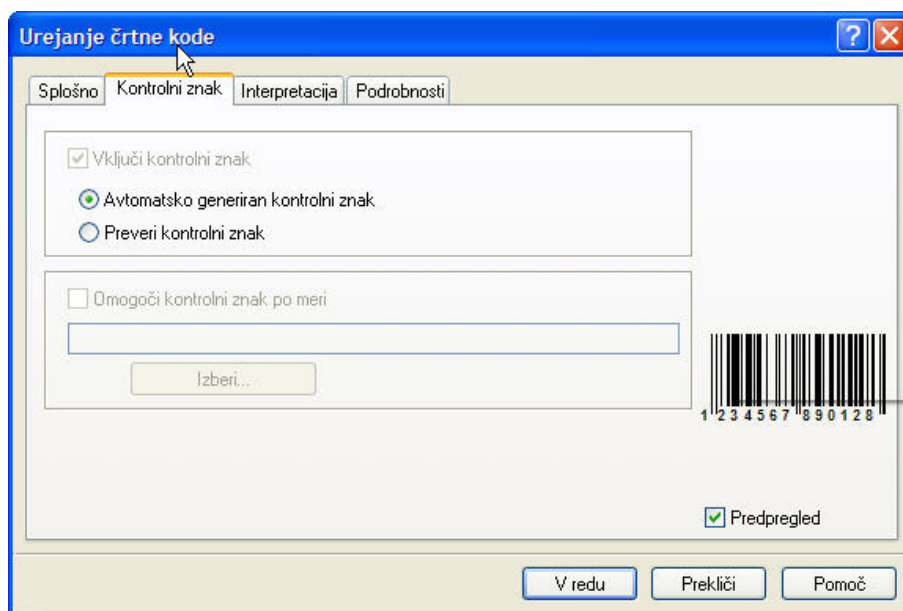 Urejanje črtne kode
Splošno Kontrolni znak Interpretacija Podrobnosti
Vključi kontrolni znak
Avtomatsko generiran kontrolni znak
Preveri kontrolni znak
Omogoči kontrolni znak po meri
Izberi...
1 234567 890128
Predpregled
V redu Prekliči Pomoč